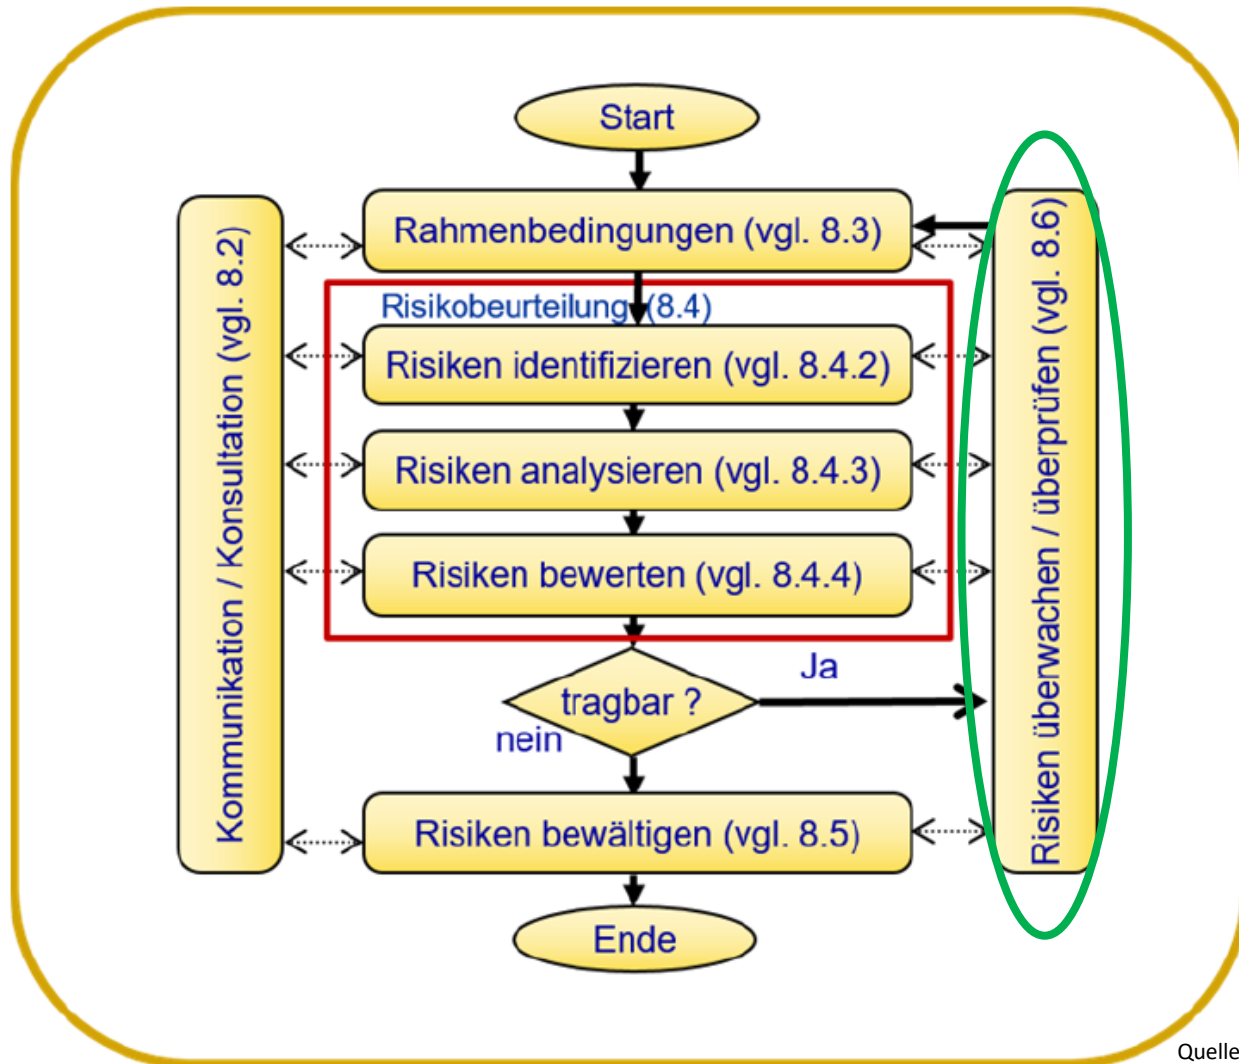 Start
Rahmenbedingungen (vgl. 8.3)
Risikobeurteilung (8.4)
Risiken identifizieren (vgl. 8.4.2)
Risiken analysieren (vgl. 8.4.3)
Risiken bewerten (vgl. 8.4.4)
tragbar ?
Ja
nein
Risiken bewältigen (vgl. 8.5)
Ende
Kommunikation / Konsultation (vgl. 8.2)
Risiken überwachen / überprüfen (vgl. 8.6)
Quelle